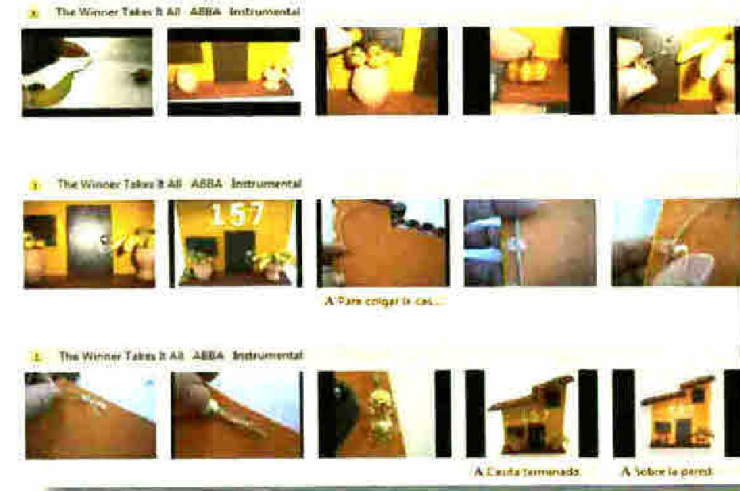 The Winner Takes It All ABBA Instrumental
The Winner Takes It All ABBA Instrumental
157
A Para colgar la cas...
The Winner Takes It All ABBA Instrumental
A Casita terminada.
A Sobre la pared.